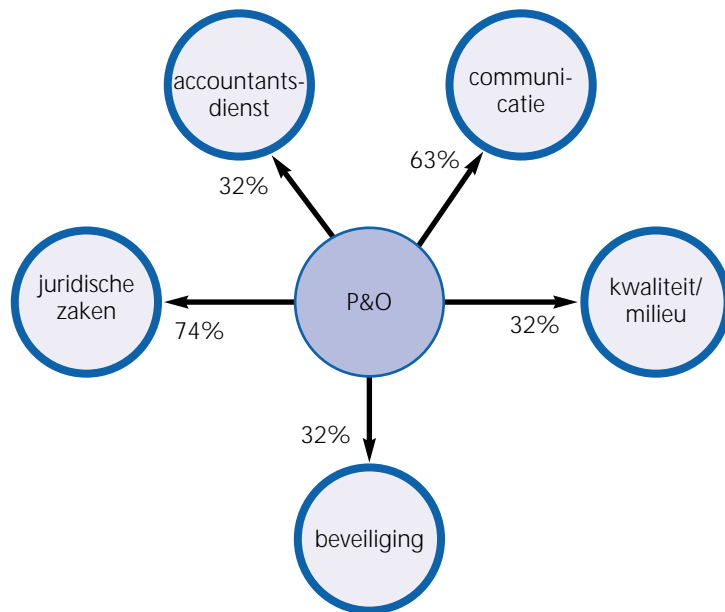 accountants-
dienst
communi-
catie
32%
63%
juridische
zaken
P&O
kwaliteit/
milieu
74%
32%
32%
beveiliging